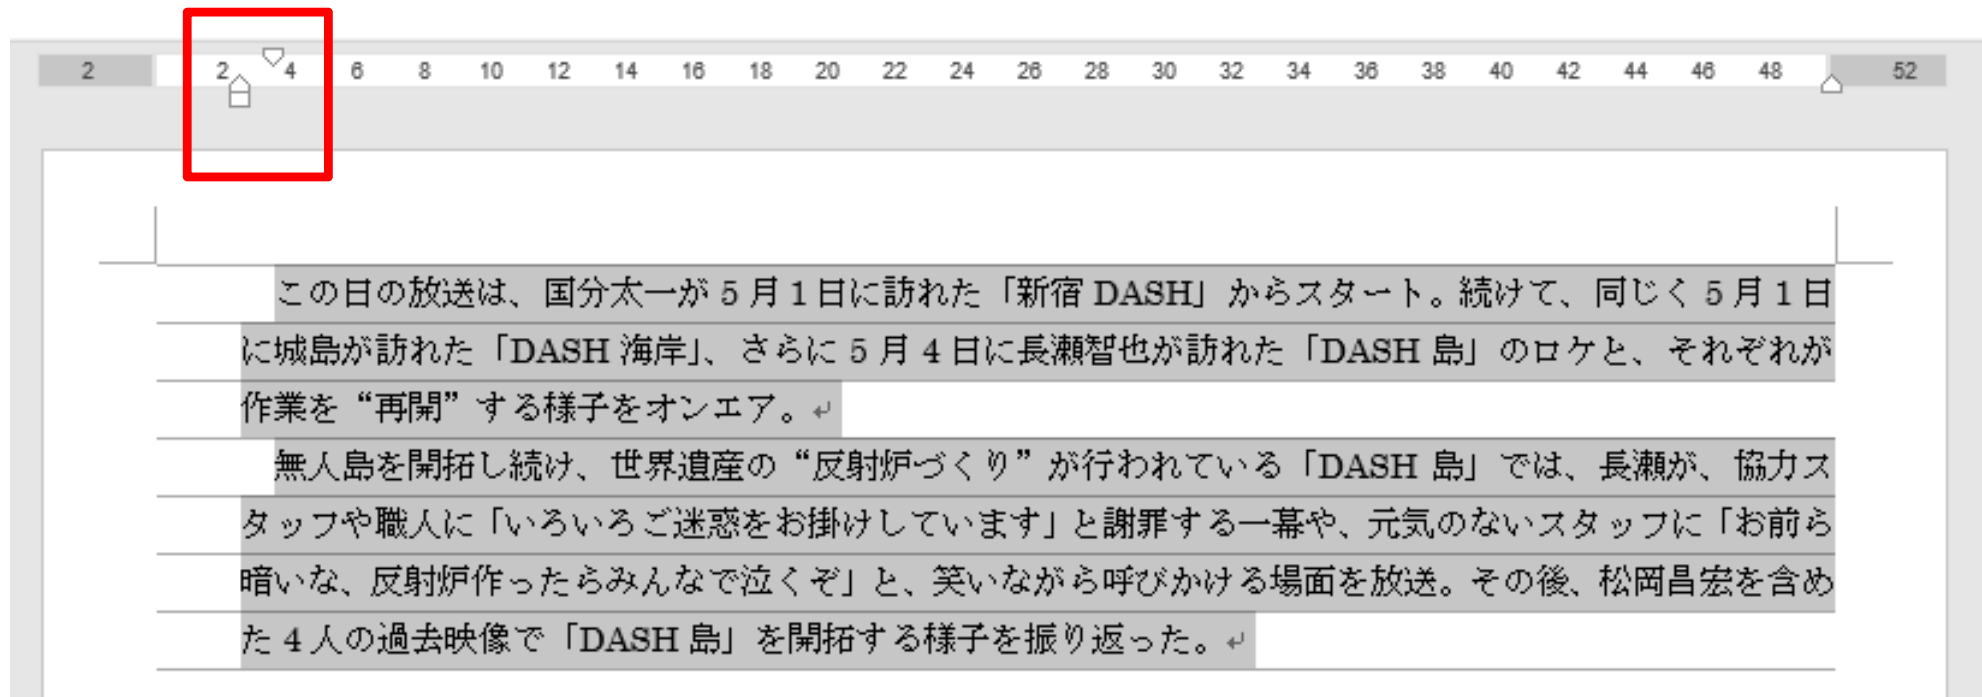 2 2 4 6 8 10 12 14 16 18 20 22 24 26 28 30 32 34 36 38 40 42 44 46 48 52
この日の放送は、国分太一が 5 月 1 日に訪れた「新宿 DASH」からスタート。続けて、同じく 5 月 1 日
に城島が訪れた「DASH 海岸」、さらに 5 月 4 日に長瀬智也が訪れた「DASH 島」のロケと、それぞれが
作業を“再開”する様子をオンエア。↵
無人島を開拓し続け、世界遺産の“反射炉づくり”が行われている「DASH 島」では、長瀬が、協力ス
タッフや職人に「いろいろご迷惑をお掛けしています」と謝罪する一幕や、元気のないスタッフに「お前ら
暗いな、反射炉作ったらみんなで泣くぞ」と、笑いながら呼びかける場面を放送。その後、松岡昌宏を含め
た 4 人の過去映像で「DASH 島」を開拓する様子を振り返った。↵